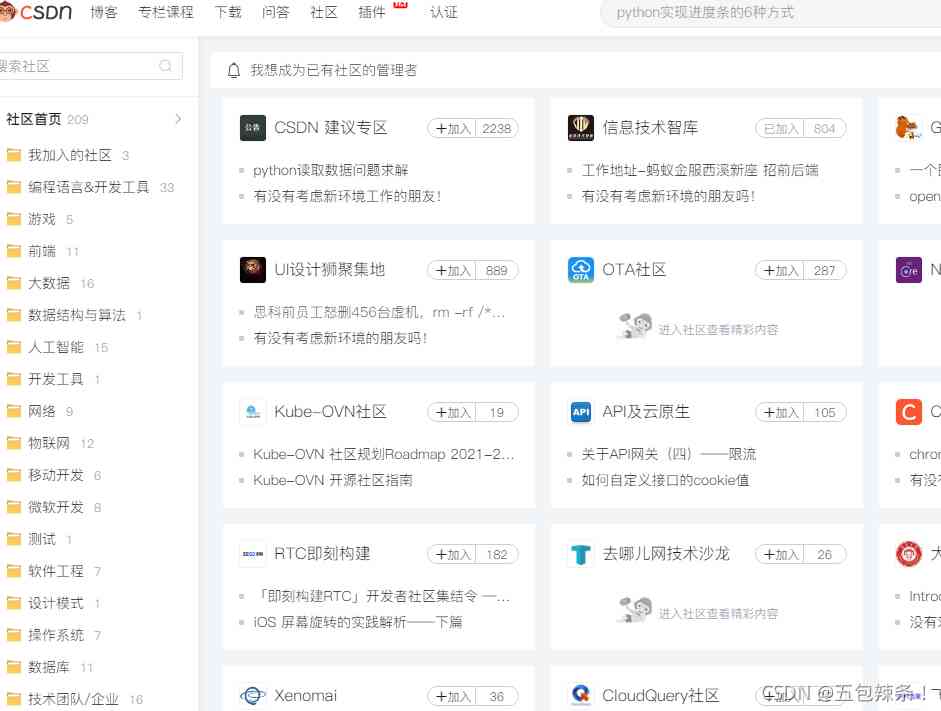 CSDN 博客 专栏课程 下载 问答 社区 插件 认证 python实现进度条的6种方式
搜索社区
社区首页 209
我加入的社区 3
编程语言&开发工具 33
游戏 5
前端 11
大数据 16
数据结构与算法 1
人工智能 15
开发工具 1
网络 9
物联网 12
移动开发 6
微软开发 8
测试 1
软件工程 7
设计模式 1
操作系统 7
数据库 11
技术团队/企业 16
我想成为已有社区的管理者
公告 CSDN 建议专区 +加入 2238
python读取数据问题求解
有没有考虑新环境工作的朋友!
信息技术智库 已加入 804
工作地址-蚂蚁金服西溪新座 招前后端
有没有考虑新环境的朋友吗!
一个
open
UI设计狮聚集地 +加入 889
思科前员工怒删456台虚机，rm -rf /*...
有没有考虑新环境的朋友吗!
OTA OTA社区 +加入 287
进入社区查看精彩内容
Kube-OVN社区 +加入 19
Kube-OVN 社区规划Roadmap 2021-2...
Kube-OVN 开源社区指南
API API及云原生 +加入 105
关于API网关（四）——限流
如何自定义接口的cookie值
C
chror
有没
RTC即刻构建 +加入 182
「即刻构建RTC」开发者社区集结令 —...
iOS 屏幕旋转的实践解析——下篇
去哪儿网技术沙龙 +加入 26
进入社区查看精彩内容
Introd
没有
Xenomai +加入 36
CloudQuery社区 +加入
CSDN @五包辣条！